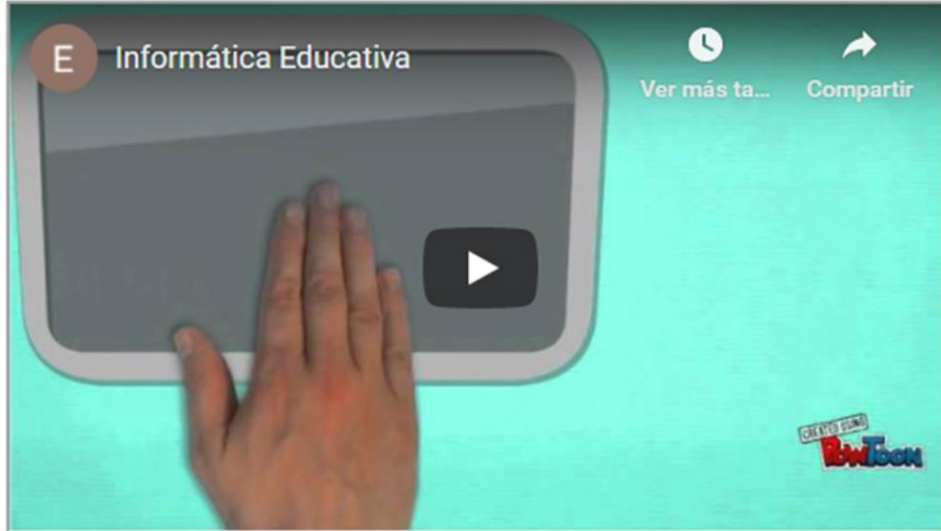 E
Informática Educativa
Ver más ta...
Compartir
CREATED USING
PowToon